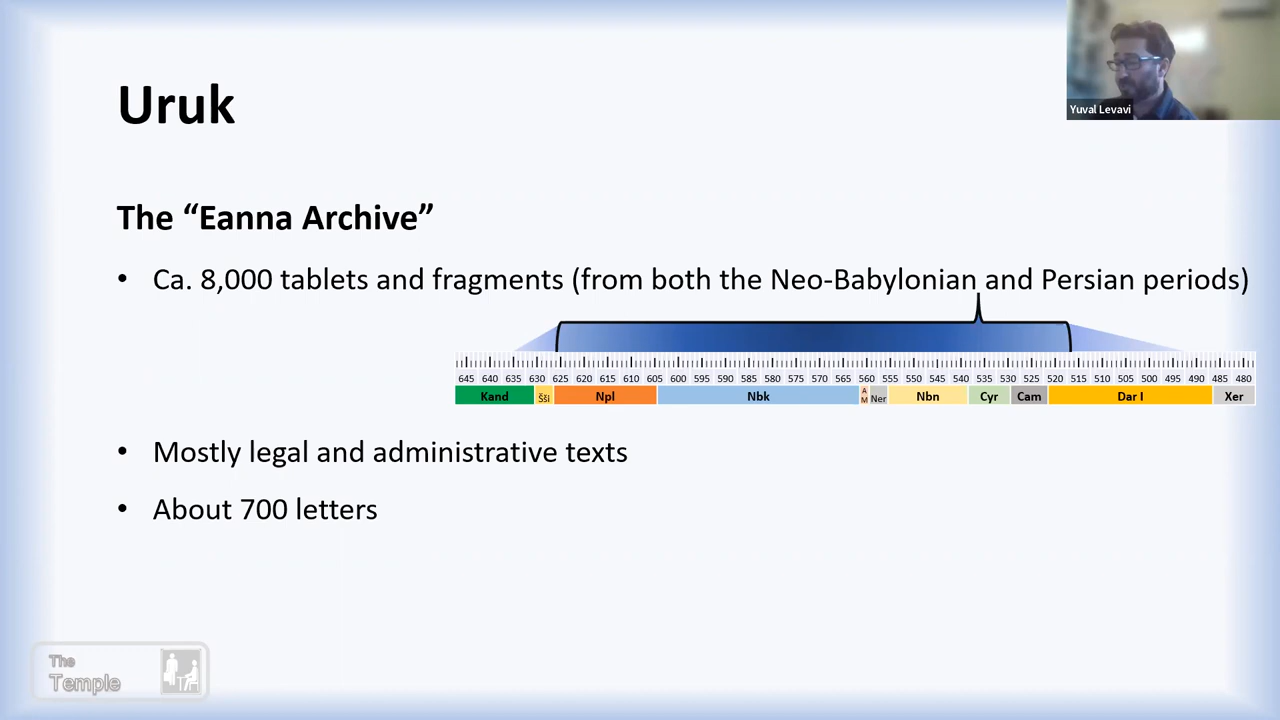 Yuval Levavi
Uruk
The “Eanna Archive”
• Ca. 8,000 tablets and fragments (from both the Neo-Babylonian and Persian periods)
645 640 635 630 625 620 615 610 605 600 595 590 585 580 575 570 565 560 555 550 545 540 535 530 525 520 515 510 505 500 495 490 485 480
Kand Šši Npl Nbk AM Ner Nbn Cyr Cam Dar I Xer
• Mostly legal and administrative texts
• About 700 letters
The
Temple